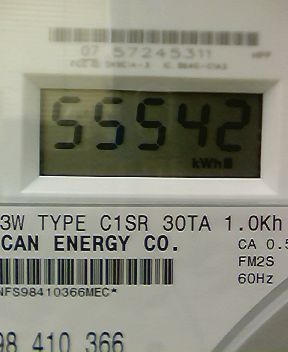 07 57245311
55542
kWh
3W TYPE C1SR 30TA 1.0Kh
CAN ENERGY CO.
CA 0.5
FM2S
60Hz
NFS98410366MEC*
98 410 366